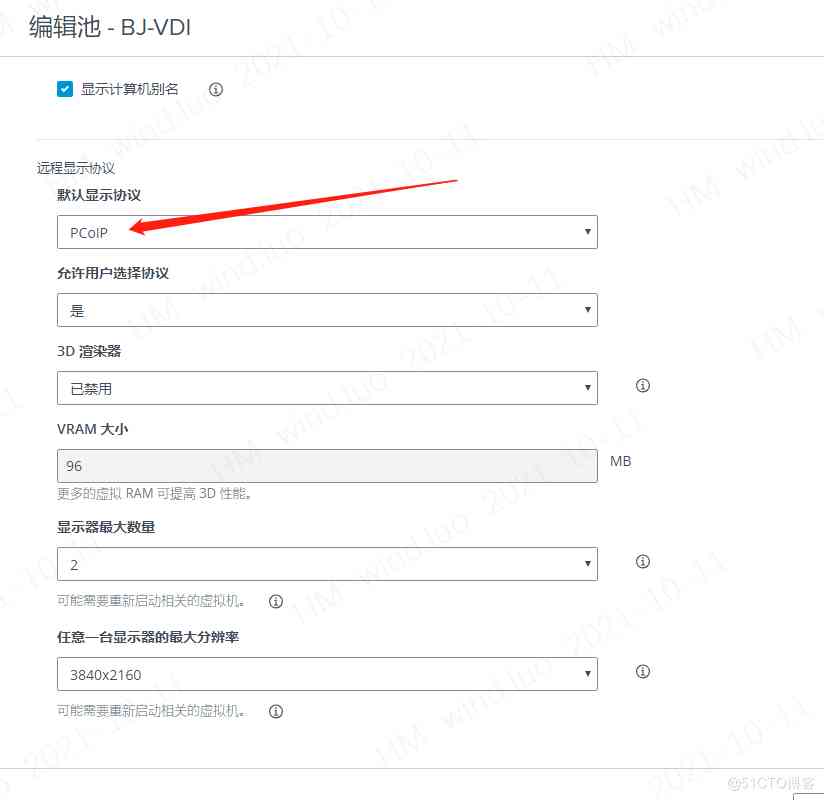 编辑池 - BJ-VDI
显示计算机别名
远程显示协议
默认显示协议
PCoIP
允许用户选择协议
是
3D 渲染器
已禁用
VRAM 大小
96
MB
更多的虚拟 RAM 可提高 3D 性能。
显示器最大数量
2
可能需要重新启动相关的虚拟机。
任意一台显示器的最大分辨率
3840x2160
可能需要重新启动相关的虚拟机。
HM wind.luo 2021-10-11
@51CTO博客